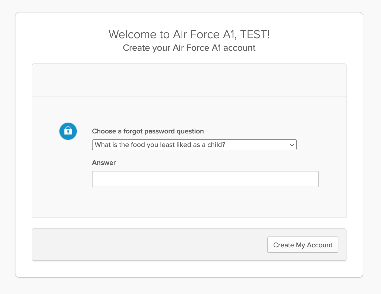 Welcome to Air Force A1, TEST!
Create your Air Force A1 account
Choose a forgot password question
What is the food you least liked as a child?
Answer
Create My Account